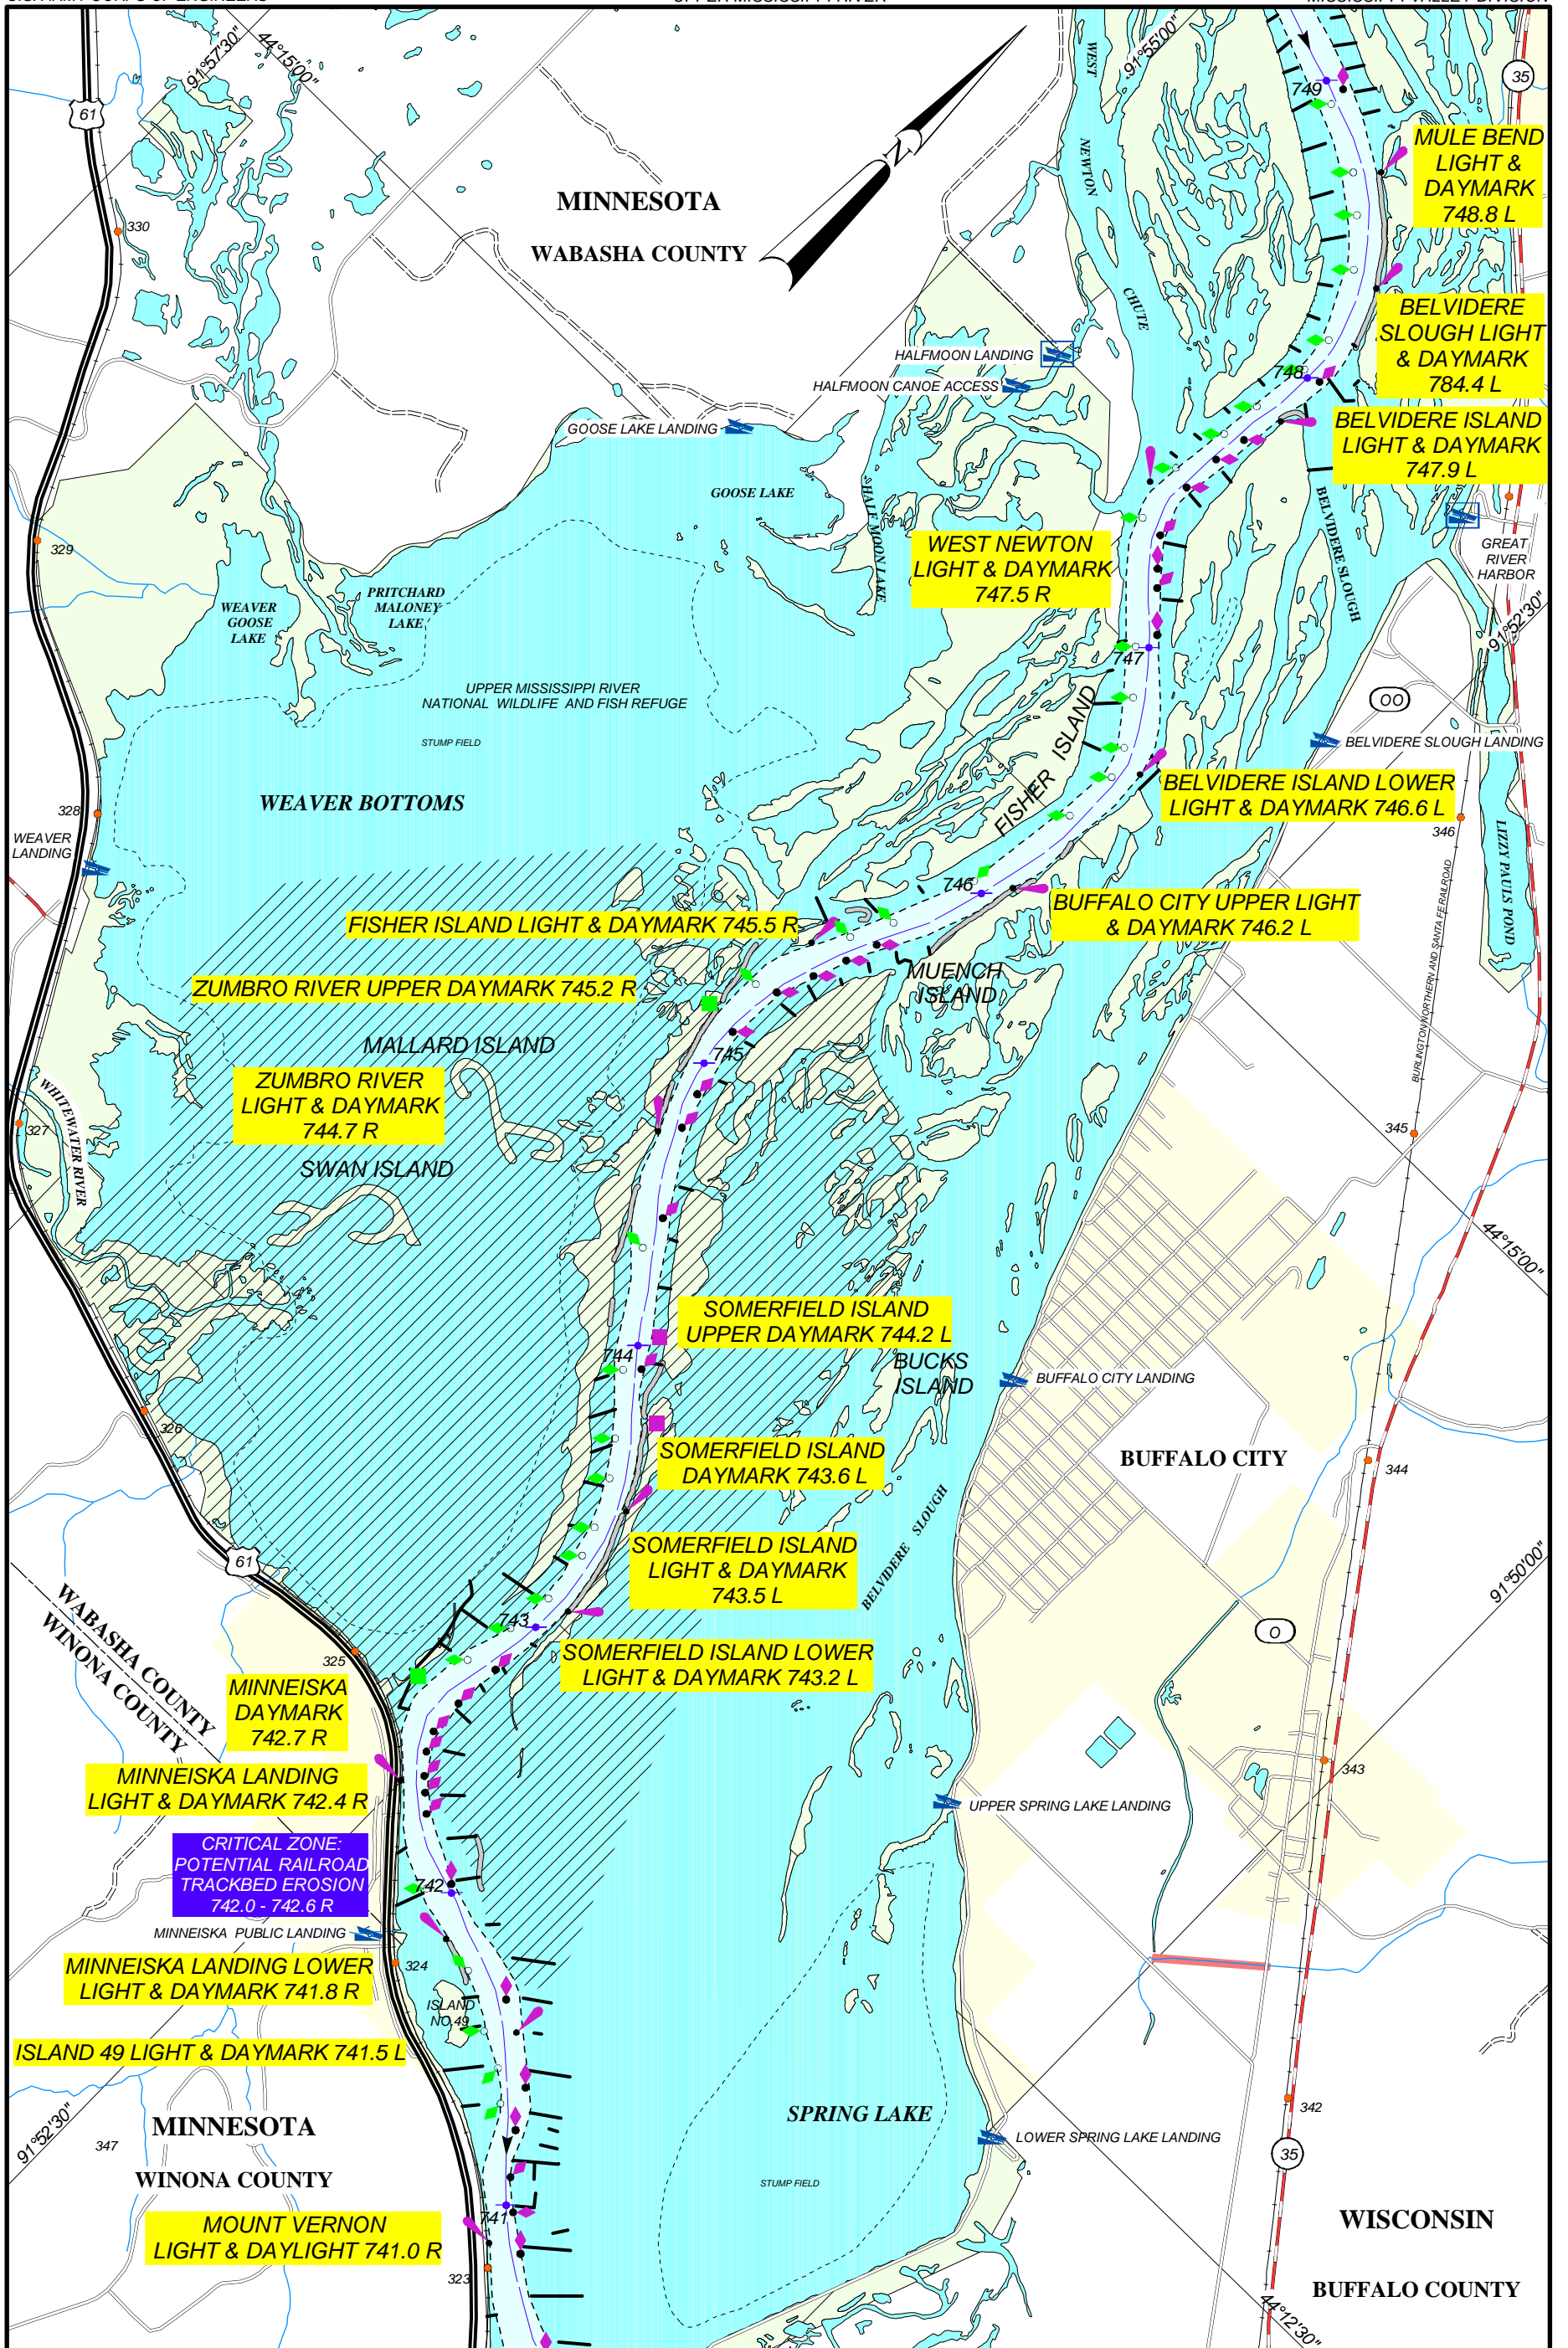 91°57'30"
44°15'00"
WEST
91°55'00"
749
35
61
MULE BEND
LIGHT &
DAYMARK
748.8 L
N
NEWTON
MINNESOTA
330
WABASHA COUNTY
CHUTE
BELVIDERE
SLOUGH LIGHT
& DAYMARK
784.4 L
HALFMOON LANDING
748
HALFMOON CANOE ACCESS
GOOSE LAKE LANDING
BELVIDERE ISLAND
LIGHT & DAYMARK
747.9 L
GOOSE LAKE
HALF MOON LAKE
BELVIDERE SLOUGH
WEST NEWTON
LIGHT & DAYMARK
747.5 R
GREAT
RIVER
HARBOR
329
PRITCHARD
MALONEY
LAKE
WEAVER
GOOSE
LAKE
91°52'30"
747
UPPER MISSISSIPPI RIVER
NATIONAL WILDLIFE AND FISH REFUGE
OO
STUMP FIELD
FISHER ISLAND
BELVIDERE SLOUGH LANDING
BELVIDERE ISLAND LOWER
LIGHT & DAYMARK 746.6 L
WEAVER BOTTOMS
328
346
WEAVER
LANDING
LIZZY PAULS POND
BURLINGTON NORTHERN AND SANTA FE RAILROAD
746
BUFFALO CITY UPPER LIGHT
& DAYMARK 746.2 L
FISHER ISLAND LIGHT & DAYMARK 745.5 R
MUENCH
ISLAND
ZUMBRO RIVER UPPER DAYMARK 745.2 R
MALLARD ISLAND
745
ZUMBRO RIVER
LIGHT & DAYMARK
744.7 R
WHITEWATER RIVER
327
345
SWAN ISLAND
44°15'00"
SOMERFIELD ISLAND
UPPER DAYMARK 744.2 L
744
BUCKS
ISLAND
BUFFALO CITY LANDING
326
SOMERFIELD ISLAND
DAYMARK 743.6 L
BUFFALO CITY
344
BELVIDERE SLOUGH
SOMERFIELD ISLAND
LIGHT & DAYMARK
743.5 L
61
91°50'00"
WABASHA COUNTY
WINONA COUNTY
743
O
325
SOMERFIELD ISLAND LOWER
LIGHT & DAYMARK 743.2 L
MINNEISKA
DAYMARK
742.7 R
MINNEISKA LANDING
LIGHT & DAYMARK 742.4 R
343
UPPER SPRING LAKE LANDING
CRITICAL ZONE:
POTENTIAL RAILROAD
TRACKBED EROSION
742.0 - 742.6 R
742
MINNEISKA PUBLIC LANDING
MINNEISKA LANDING LOWER
LIGHT & DAYMARK 741.8 R
324
ISLAND
NO.49
ISLAND 49 LIGHT & DAYMARK 741.5 L
91°52'30"
MINNESOTA
347
SPRING LAKE
342
LOWER SPRING LAKE LANDING
35
WINONA COUNTY
STUMP FIELD
741
MOUNT VERNON
LIGHT & DAYLIGHT 741.0 R
WISCONSIN
323
BUFFALO COUNTY
44°12'30"